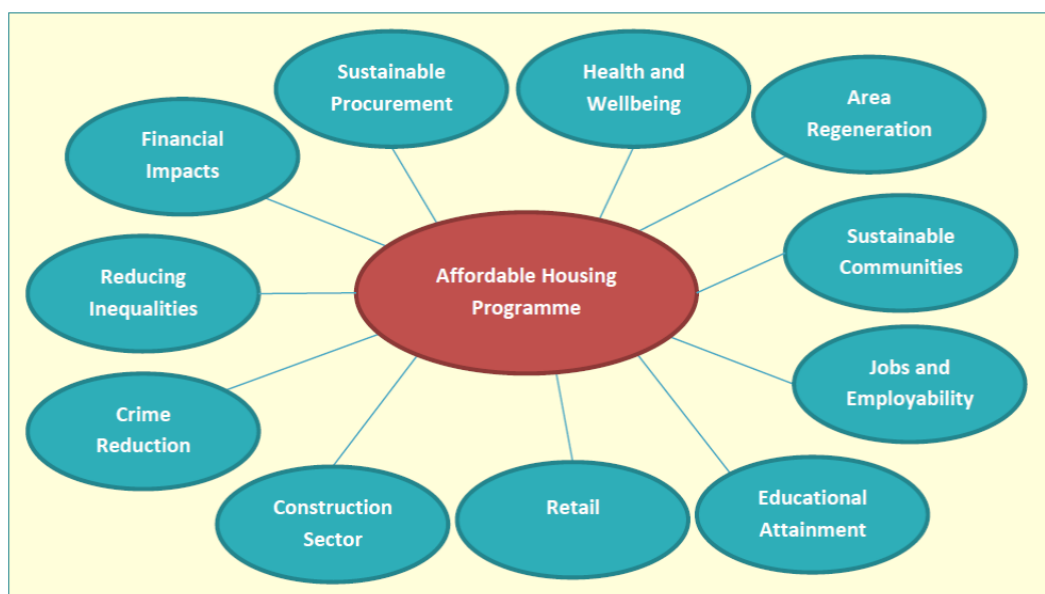 Sustainable
Procurement
Health and
Wellbeing
Area
Regeneration
Financial
Impacts
Sustainable
Communities
Reducing
Inequalities
Affordable Housing
Programme
Jobs and
Employability
Crime
Reduction
Construction
Sector
Retail
Educational
Attainment